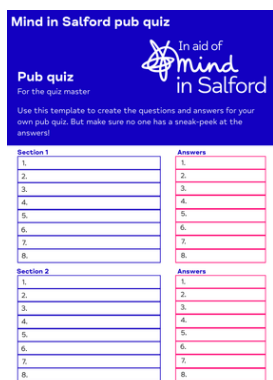 Mind in Salford pub quiz
In aid of
mind
in Salford
Pub quiz
For the quiz master
Use this template to create the questions and answers for your
own pub quiz. But make sure no one has a sneak-peek at the
answers!
Section 1 Answers
1. 1.
2. 2.
3. 3.
4. 4.
5. 5.
6. 6.
7. 7.
8. 8.
Section 2 Answers
1. 1.
2. 2.
3. 3.
4. 4.
5. 5.
6. 6.
7. 7.
8. 8.